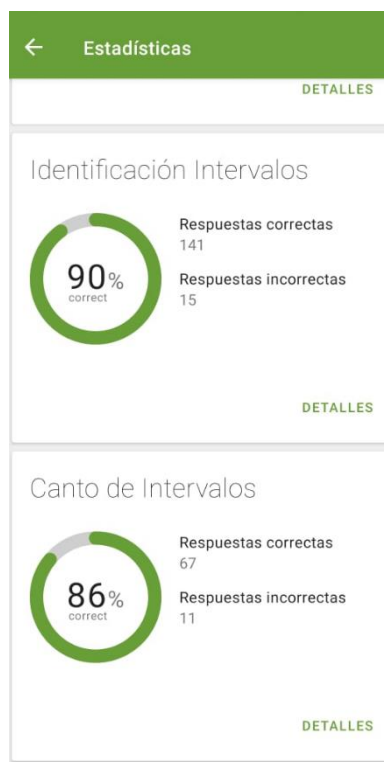 Estadísticas
DETALLES
Identificación Intervalos
90%
correct
Respuestas correctas
141
Respuestas incorrectas
15
DETALLES
Canto de Intervalos
86%
correct
Respuestas correctas
67
Respuestas incorrectas
11
DETALLES